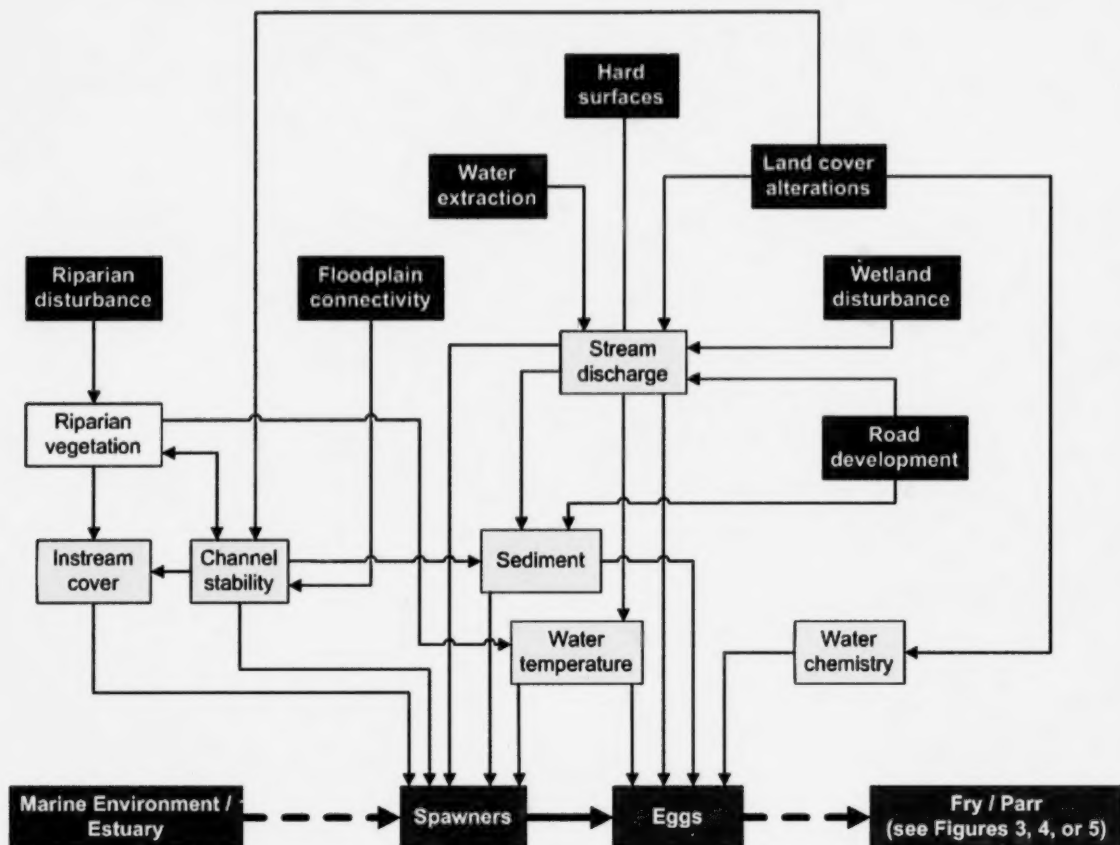 Hard
surfaces
Water
extraction
Land cover
alterations
Riparian
disturbance
Floodplain
connectivity
Wetland
disturbance
Stream
discharge
Riparian
vegetation
Road
development
Instream
cover
Channel
stability
Sediment
Water
temperature
Water
chemistry
Marine Environment /
Estuary
Spawners
Eggs
Fry / Parr
(see Figures 3, 4, or 5)